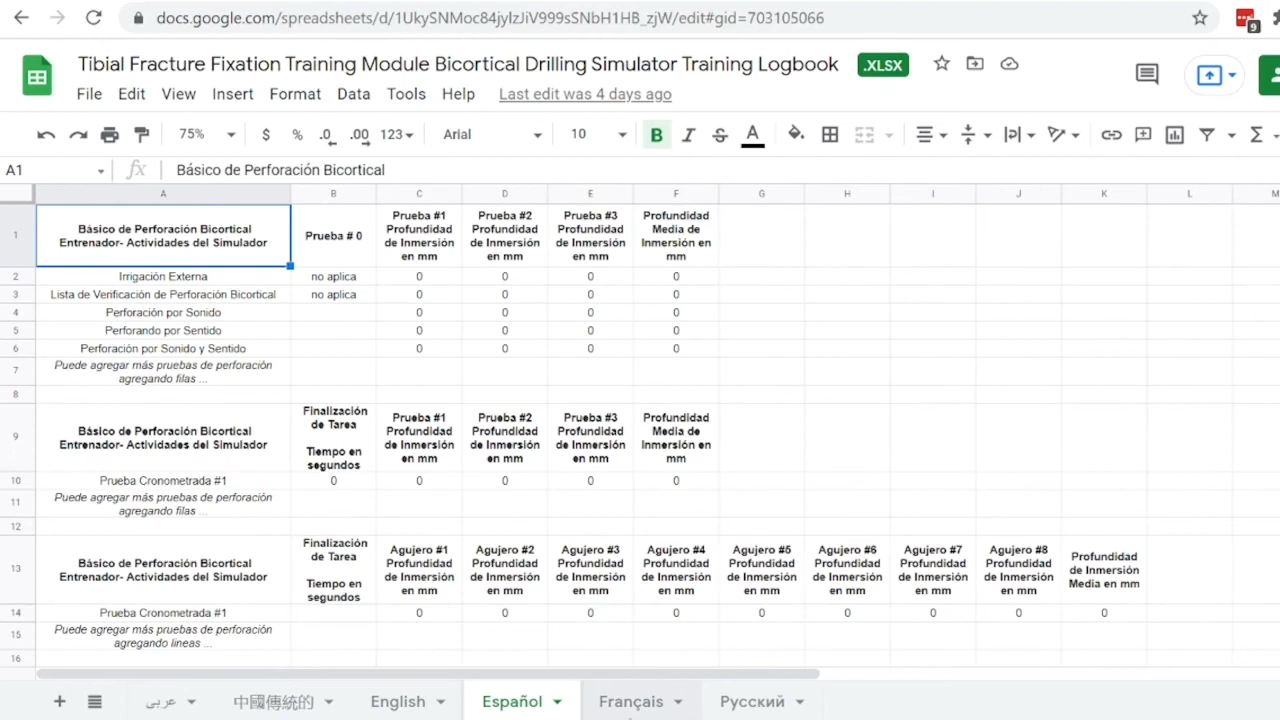 docs.google.com/spreadsheets/d/1UkySNMoc84jyIzJiV999sSNbH1HB_zjW/edit#gid=703105066
9
Tibial Fracture Fixation Training Module Bicortical Drilling Simulator Training Logbook .XLSX
File Edit View Insert Format Data Tools Help Last edit was 4 days ago
75% $ % .0 .00 123 Arial 10 B I S A Σ
A1 fx Básico de Perforación Bicortical
A B C D E F G H I J K L M
1 Básico de Perforación Bicortical Entrenador- Actividades del Simulador Prueba # 0 Prueba #1 Profundidad de Inmersión en mm Prueba #2 Profundidad de Inmersión en mm Prueba #3 Profundidad de Inmersión en mm Profundidad Media de Inmersión en mm
2 Irrigación Externa no aplica 0 0 0 0
3 Lista de Verificación de Perforación Bicortical no aplica 0 0 0 0
4 Perforación por Sonido 0 0 0 0
5 Perforando por Sentido 0 0 0 0
6 Perforación por Sonido y Sentido 0 0 0 0
7 Puede agregar más pruebas de perforación agregando filas ...
8
9 Básico de Perforación Bicortical Entrenador- Actividades del Simulador Finalización de Tarea Tiempo en segundos Prueba #1 Profundidad de Inmersión en mm Prueba #2 Profundidad de Inmersión en mm Prueba #3 Profundidad de Inmersión en mm Profundidad Media de Inmersión en mm
10 Prueba Cronometrada #1 0 0 0 0 0
11 Puede agregar más pruebas de perforación agregando filas ...
12
13 Básico de Perforación Bicortical Entrenador- Actividades del Simulador Finalización de Tarea Tiempo en segundos Agujero #1 Profundidad de Inmersión en mm Agujero #2 Profundidad de Inmersión en mm Agujero #3 Profundidad de Inmersión en mm Agujero #4 Profundidad de Inmersión en mm Agujero #5 Profundidad de Inmersión en mm Agujero #6 Profundidad de Inmersión en mm Agujero #7 Profundidad de Inmersión en mm Agujero #8 Profundidad de Inmersión en mm Profundidad de Inmersión Media en mm
14 Prueba Cronometrada #1 0 0 0 0 0 0 0 0 0
15 Puede agregar más pruebas de perforación agregando lineas ...
16
عربى 中國傳統的 English Español Français Русский